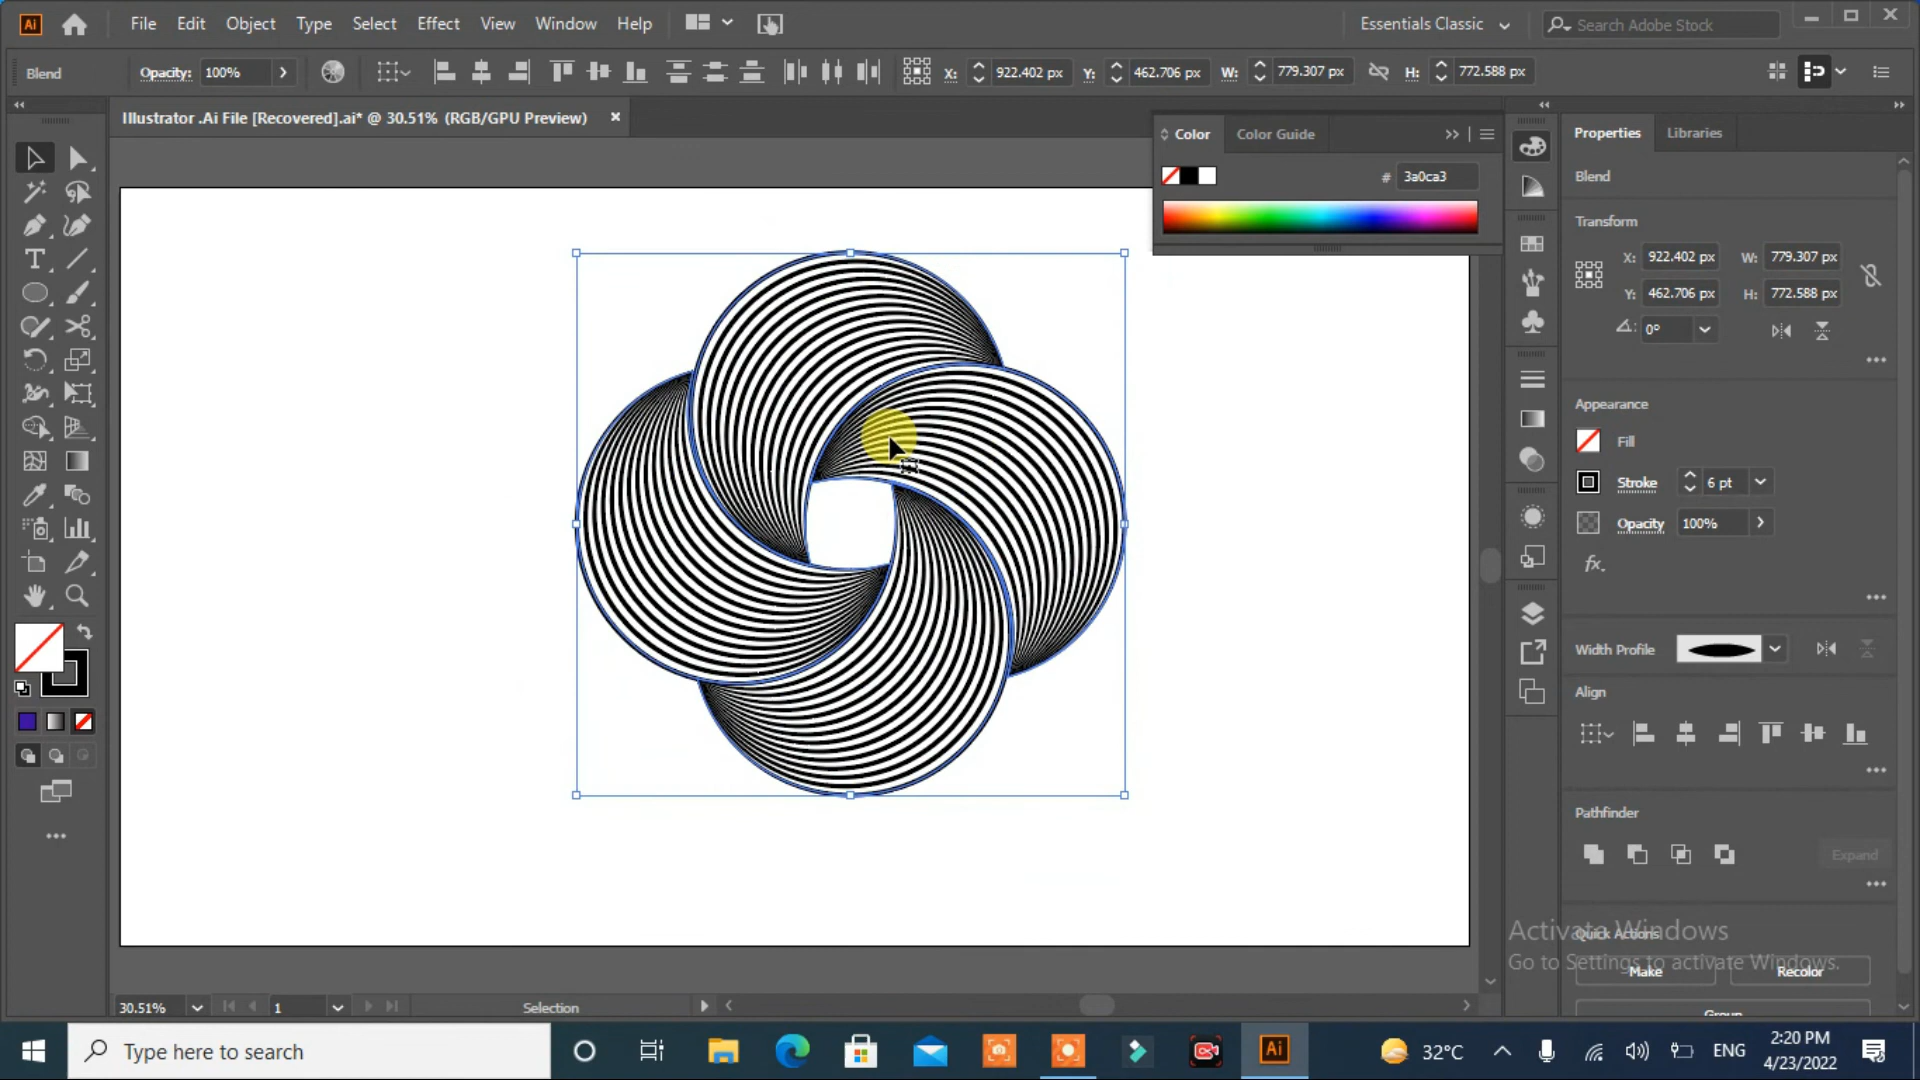 Ai File Edit Object Type Select Effect View Window Help Essentials Classic Search Adobe Stock
Blend Opacity: 100% X: 922.402 px Y: 462.706 px W: 779.307 px H: 772.588 px
Illustrator .Ai File [Recovered].ai* @ 30.51% (RGB/GPU Preview) ×
Color Color Guide
# 3a0ca3
Properties Libraries
Blend
Transform
X: 922.402 px W: 779.307 px
Y: 462.706 px H: 772.588 px
0°
Appearance
Fill
Stroke 6 pt
Opacity 100%
fx.
Width Profile
Align
Pathfinder
Expand
Quick Actions
Make Recolor
Group
Activate Windows
Go to Settings to activate Windows.
30.51% 1 Selection
Type here to search
Ai
32°C ENG
2:20 PM
4/23/2022